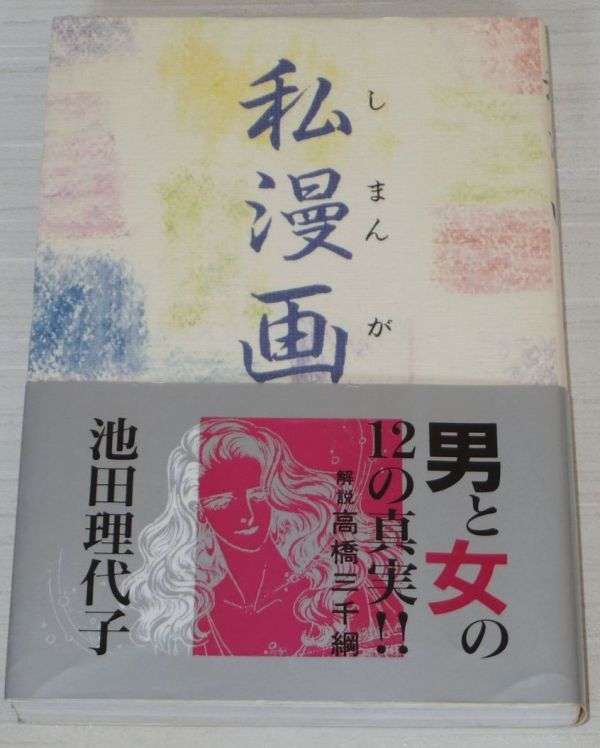 私漫画
しまんが
男と女の
12の真実!!
解説 高橋三千綱
池田理代子